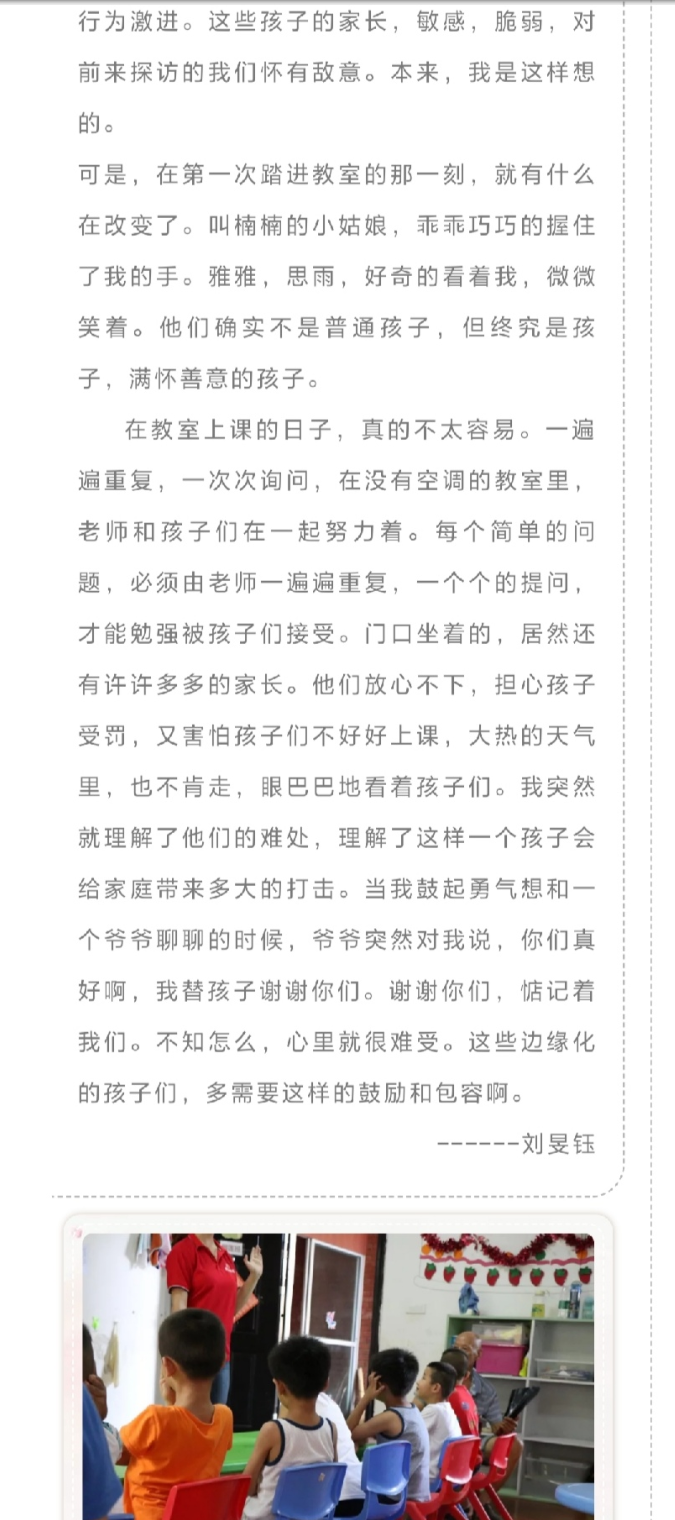 行为激进。这些孩子的家长，敏感，脆弱，对
前来探访的我们怀有敌意。本来，我是这样想
的。
可是，在第一次踏进教室的那一刻，就有什么
在改变了。叫楠楠的小姑娘，乖乖巧巧的握住
了我的手。雅雅，思雨，好奇的看着我，微微
笑着。他们确实不是普通孩子，但终究是孩
子，满怀善意的孩子。
在教室上课的日子，真的不太容易。一遍
遍重复，一次次询问，在没有空调的教室里，
老师和孩子们在一起努力着。每个简单的问
题，必须由老师一遍遍重复，一个个的提问，
才能勉强被孩子们接受。门口坐着的，居然还
有许许多多的家长。他们放心不下，担心孩子
受罚，又害怕孩子们不好好上课，大热的天气
里，也不肯走，眼巴巴地看着孩子们。我突然
就理解了他们的难处，理解了这样一个孩子会
给家庭带来多大的打击。当我鼓起勇气想和一
个爷爷聊聊的时候，爷爷突然对我说，你们真
好啊，我替孩子谢谢你们。谢谢你们，惦记着
我们。不知怎么，心里就很难受。这些边缘化
的孩子们，多需要这样的鼓励和包容啊。
------刘旻钰